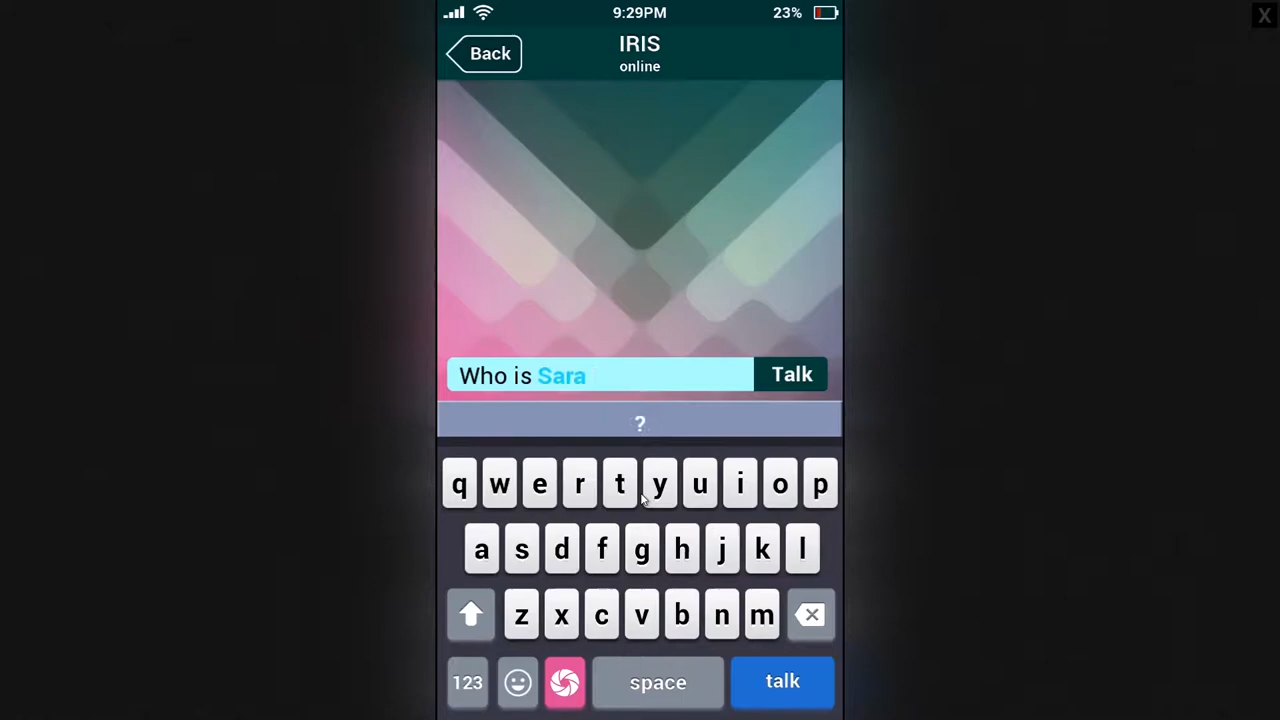 9:29PM 23% X
Back IRIS
online
Who is Sara Talk
?
q w e r t y u i o p
a s d f g h j k l
z x c v b n m
123 space talk